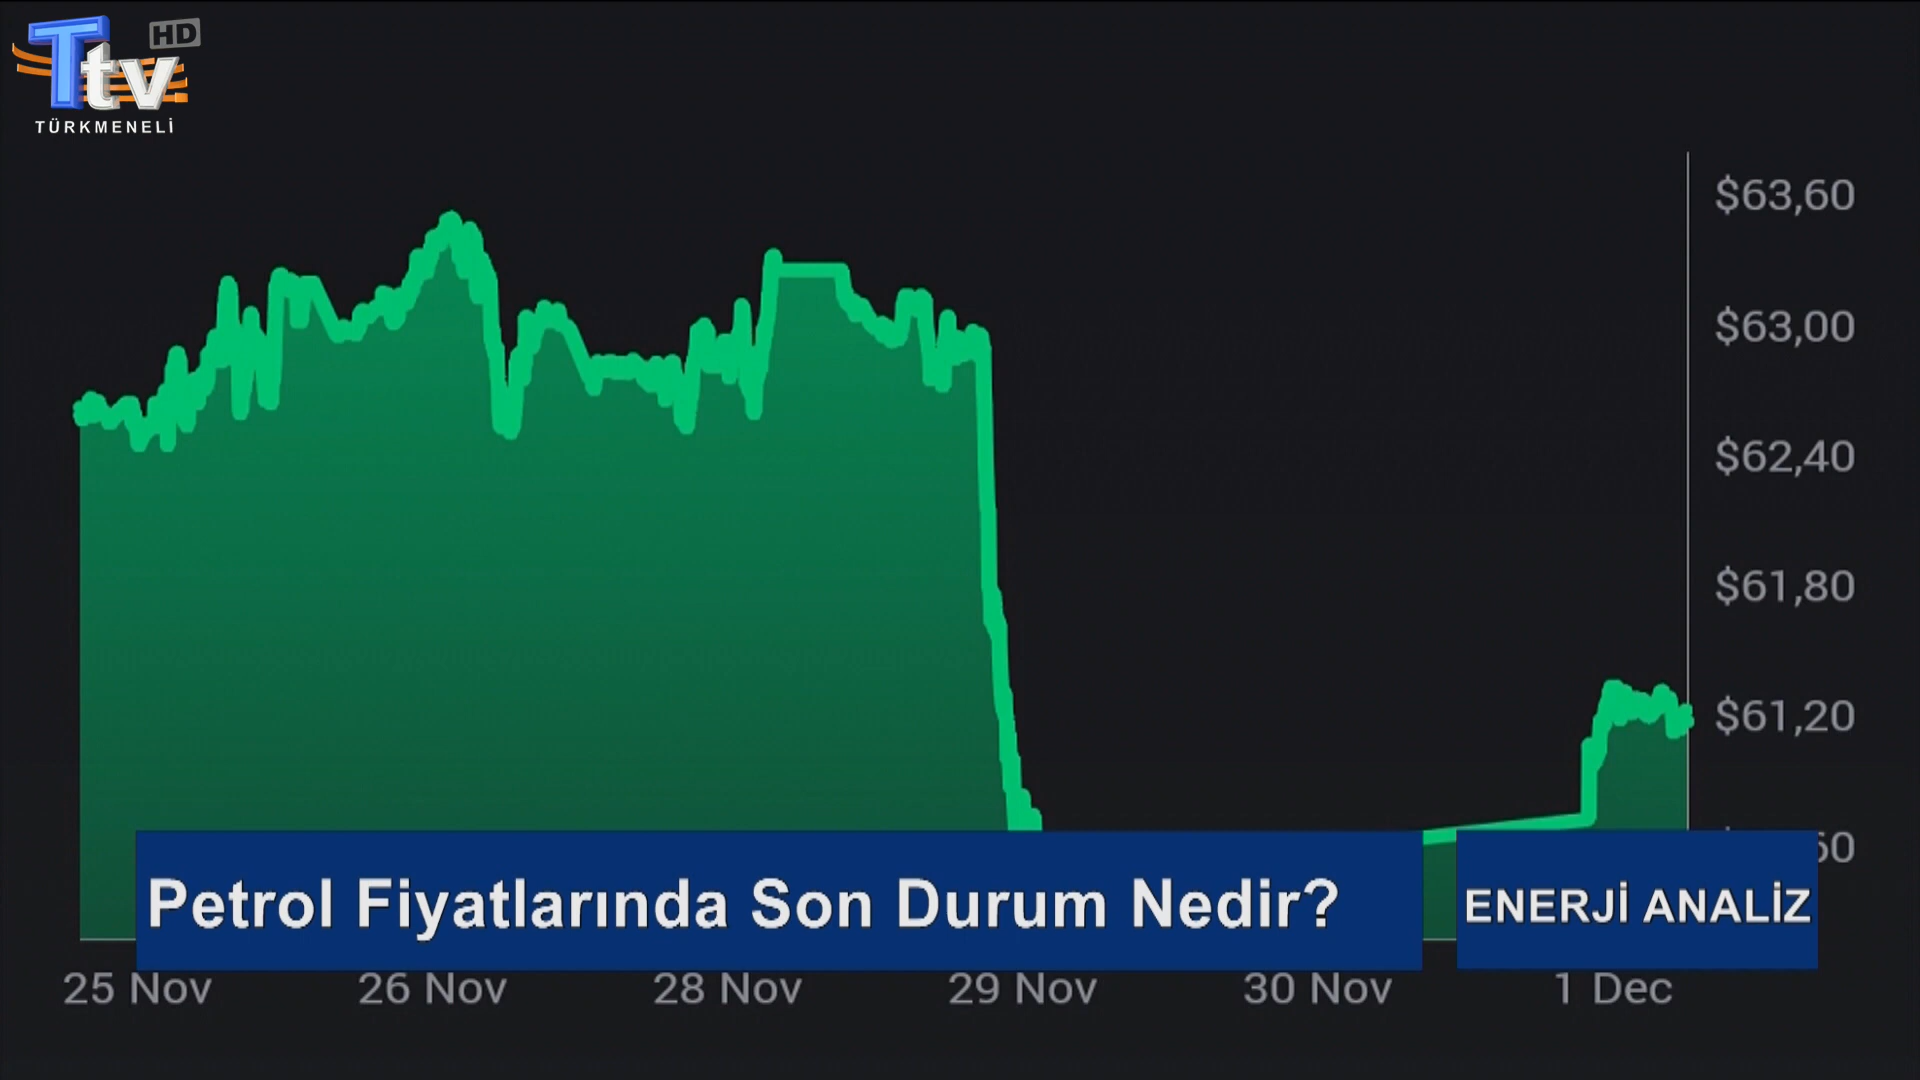 Ttv HD
TÜRKMENELİ
$63,60
$63,00
$62,40
$61,80
$61,20
Petrol Fiyatlarında Son Durum Nedir?
ENERJİ ANALİZ
25 Nov
26 Nov
28 Nov
29 Nov
30 Nov
1 Dec